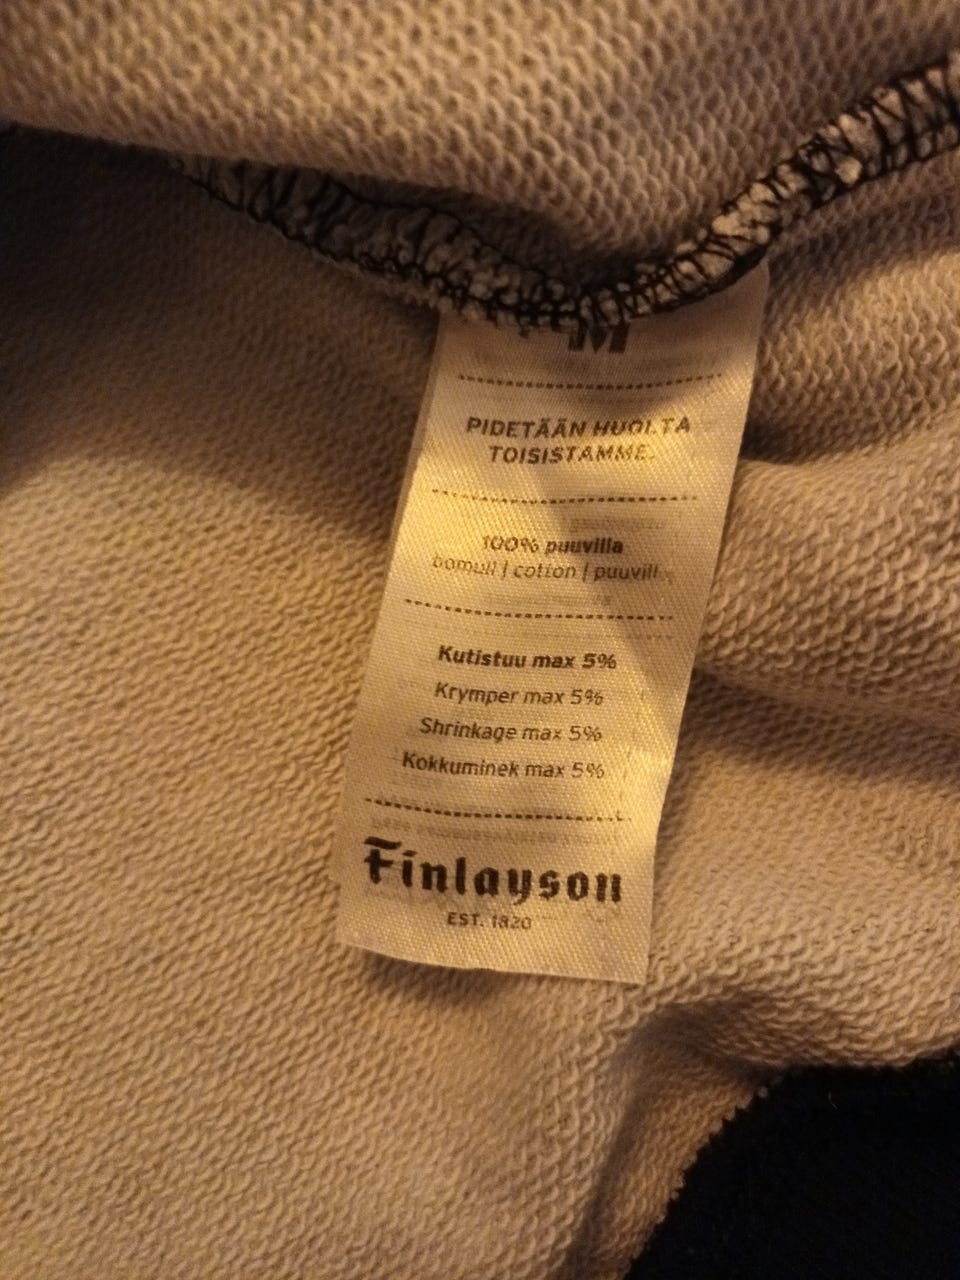 M
PIDETÄÄN HUOLTA
TOISISTAMME.
100% puuvilla
bomull | cotton | puuvill
Kutistuu max 5%
Krymper max 5%
Shrinkage max 5%
Kokkuminek max 5%
Finlayson
EST. 1820